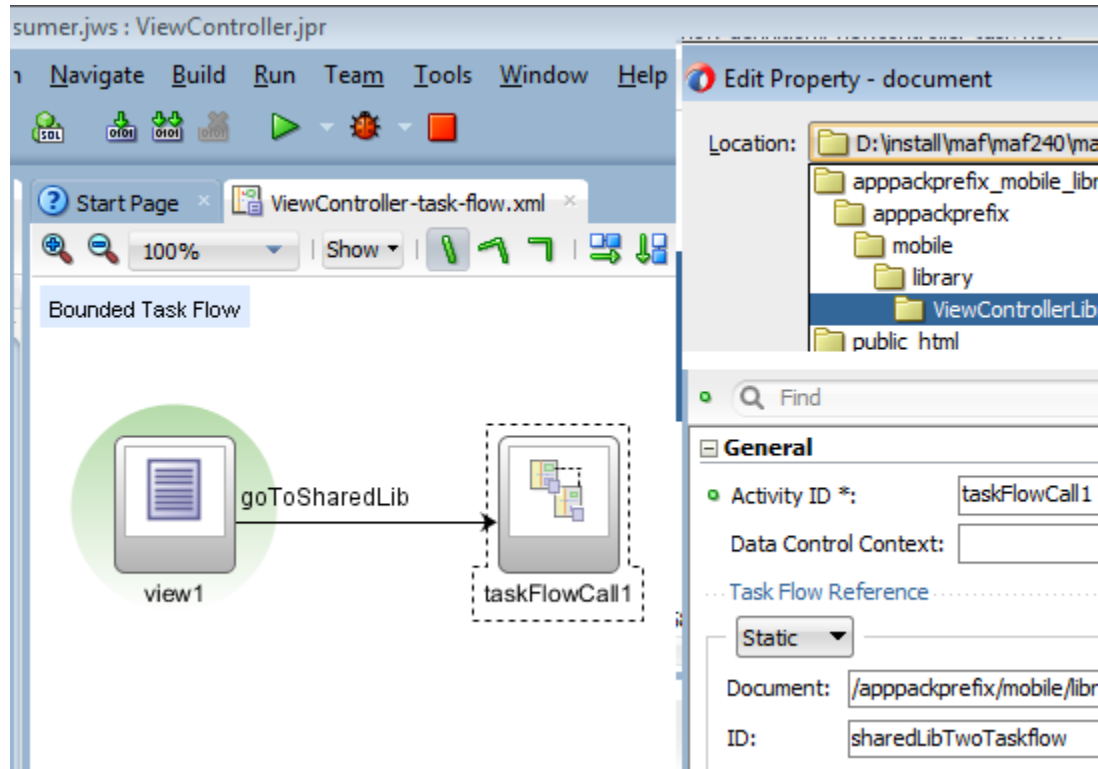 sumer.jws : ViewController.jpr
Navigate Build Run Team Tools Window Help
SQL
Start Page
ViewController-task-flow.xml
100%
Show
Bounded Task Flow
goToSharedLib
view1
taskFlowCall1
Edit Property - document
Location: D:\install\maf\maf240\ma
apppackprefix_mobile_libr
apppackprefix
mobile
library
ViewControllerLib
public_html
Find
General
Activity ID *: taskFlowCall1
Data Control Context:
Task Flow Reference
Static
Document: /apppackprefix/mobile/libr
ID: sharedLibTwoTaskflow